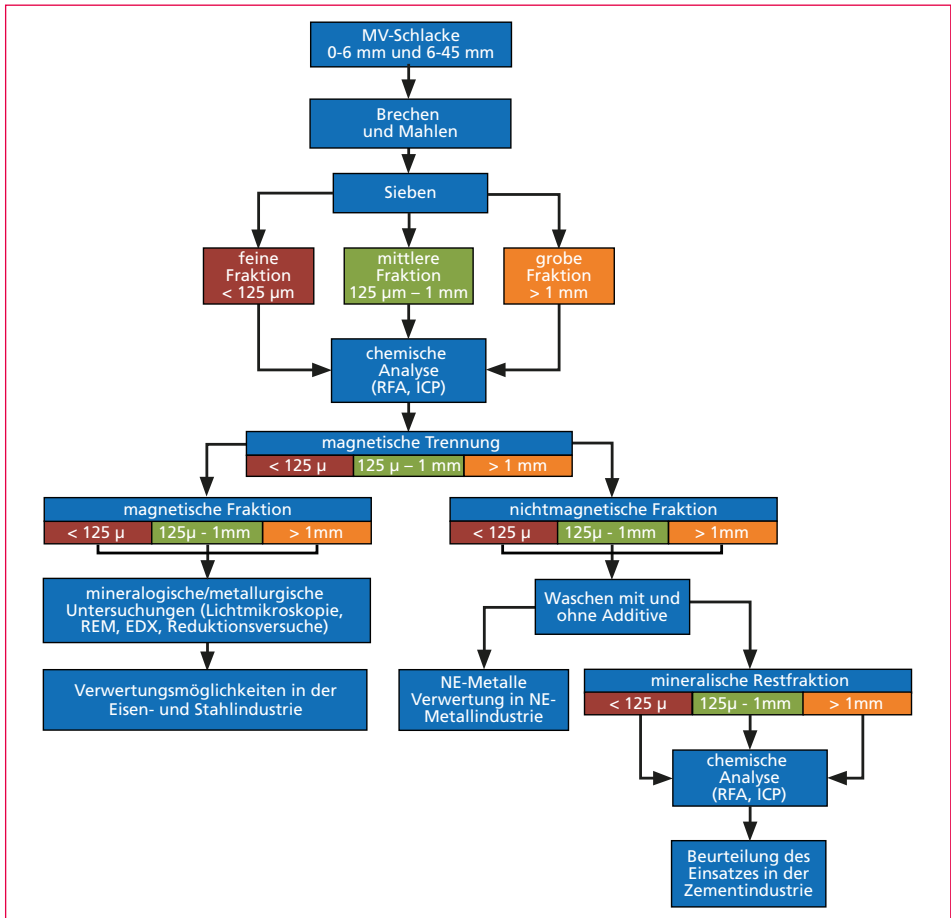 MV-Schlacke
0-6 mm und 6-45 mm
Brechen
und Mahlen
Sieben
feine
Fraktion
< 125 µm
mittlere
Fraktion
125 µm – 1 mm
grobe
Fraktion
> 1 mm
chemische
Analyse
(RFA, ICP)
magnetische Trennung
< 125 µ
125 µ – 1 mm
> 1 mm
magnetische Fraktion
< 125 µ
125µ - 1mm
> 1mm
nichtmagnetische Fraktion
< 125 µ
125µ - 1mm
> 1mm
mineralogische/metallurgische
Untersuchungen (Lichtmikroskopie,
REM, EDX, Reduktionsversuche)
Waschen mit und
ohne Additive
Verwertungsmöglichkeiten in der
Eisen- und Stahlindustrie
NE-Metalle
Verwertung in NE-
Metallindustrie
mineralische Restfraktion
< 125 µ
125µ - 1mm
> 1mm
chemische
Analyse
(RFA, ICP)
Beurteilung des
Einsatzes in der
Zementindustrie